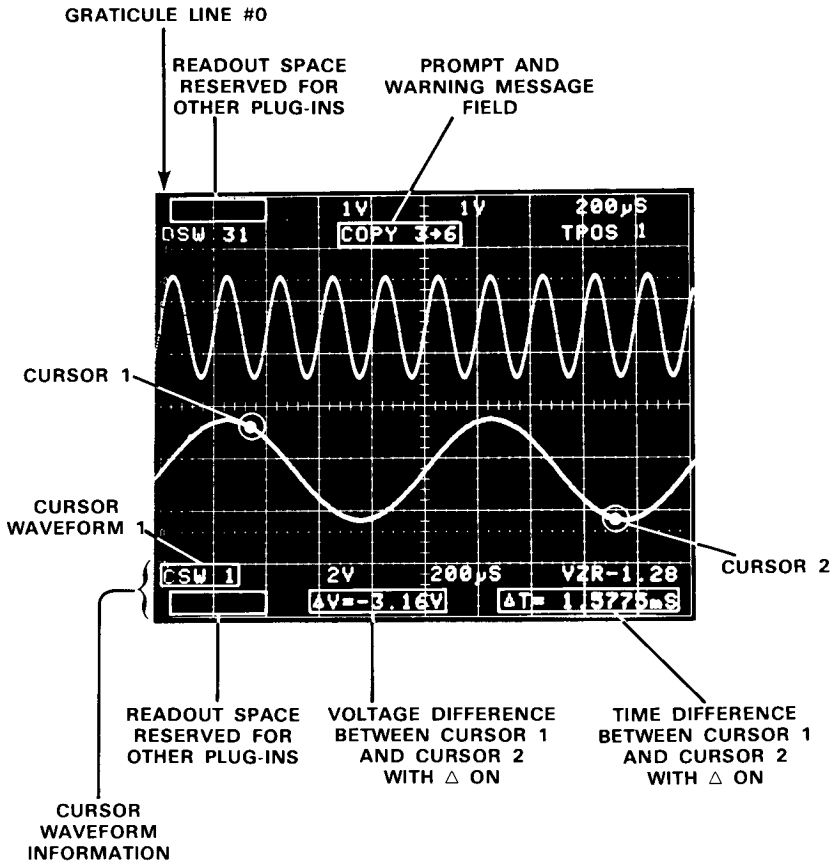 GRATICULE LINE #0
READOUT SPACE
RESERVED FOR
OTHER PLUG-INS
PROMPT AND
WARNING MESSAGE
FIELD
1V 1V 200µS
DSW 31 COPY 3→6 TPOS 1
CURSOR 1
CURSOR
WAVEFORM 1
CURSOR 2
CSW 1 2V 200µS VZR-1.28
ΔV=-3.16V ΔT= 1.5775mS
READOUT SPACE
RESERVED FOR
OTHER PLUG-INS
VOLTAGE DIFFERENCE
BETWEEN CURSOR 1
AND CURSOR 2
WITH △ ON
TIME DIFFERENCE
BETWEEN CURSOR 1
AND CURSOR 2
WITH △ ON
CURSOR
WAVEFORM
INFORMATION